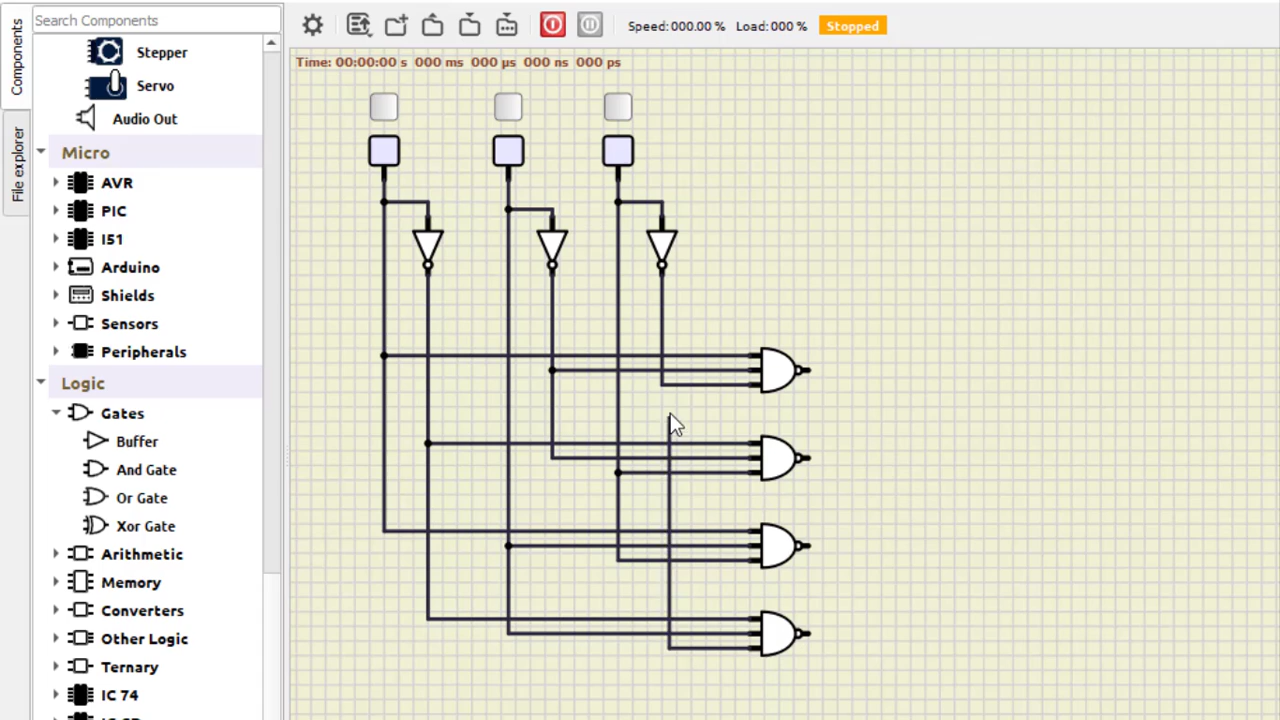 Components
File explorer
Search Components
Stepper
Servo
Audio Out
Micro
AVR
PIC
I51
Arduino
Shields
Sensors
Peripherals
Logic
Gates
Buffer
And Gate
Or Gate
Xor Gate
Arithmetic
Memory
Converters
Other Logic
Ternary
IC 74
Speed:000.00 % Load:000 % Stopped
Time: 00:00:00 s 000 ms 000 µs 000 ns 000 ps